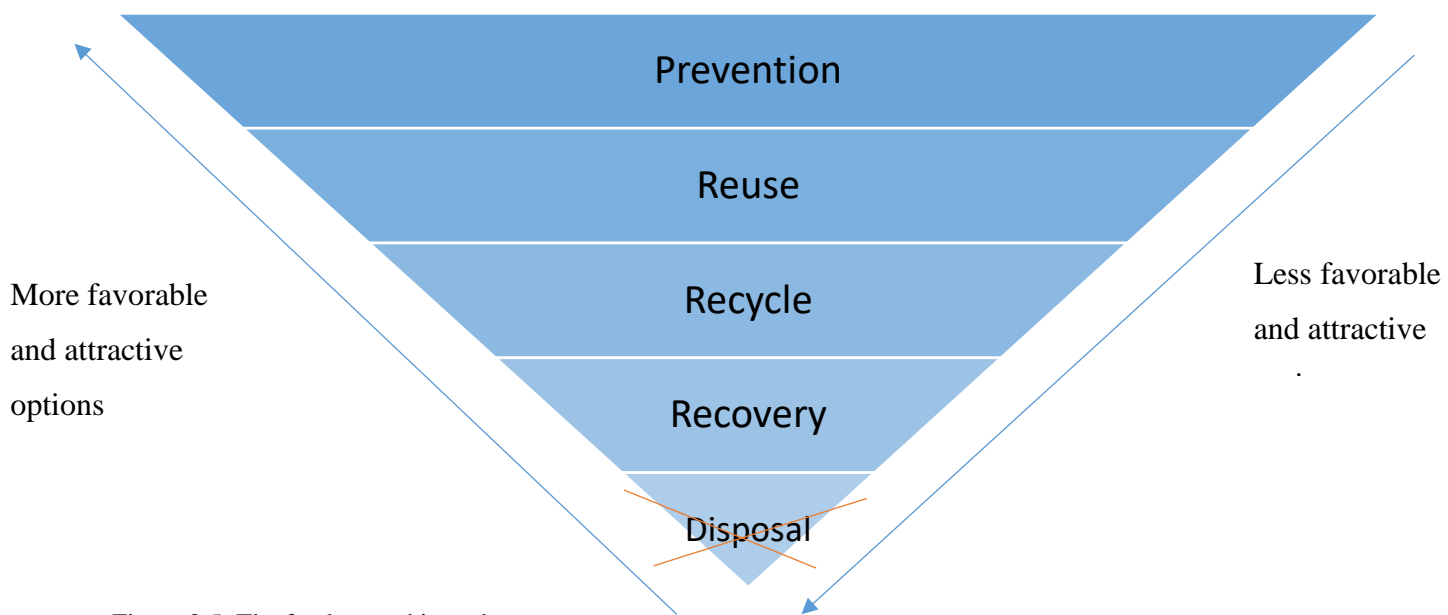 Prevention
Reuse
Recycle
Recovery
Disposal
More favorable
and attractive
options
Less favorable
and attractive